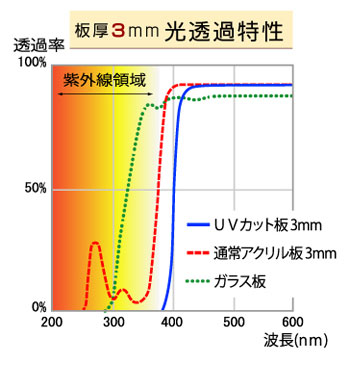 板厚3mm 光透過特性
透過率
100%
紫外線領域
50%
UVカット板3mm
通常アクリル板3mm
ガラス板
0%
200 300 400 500 600
波長(nm)